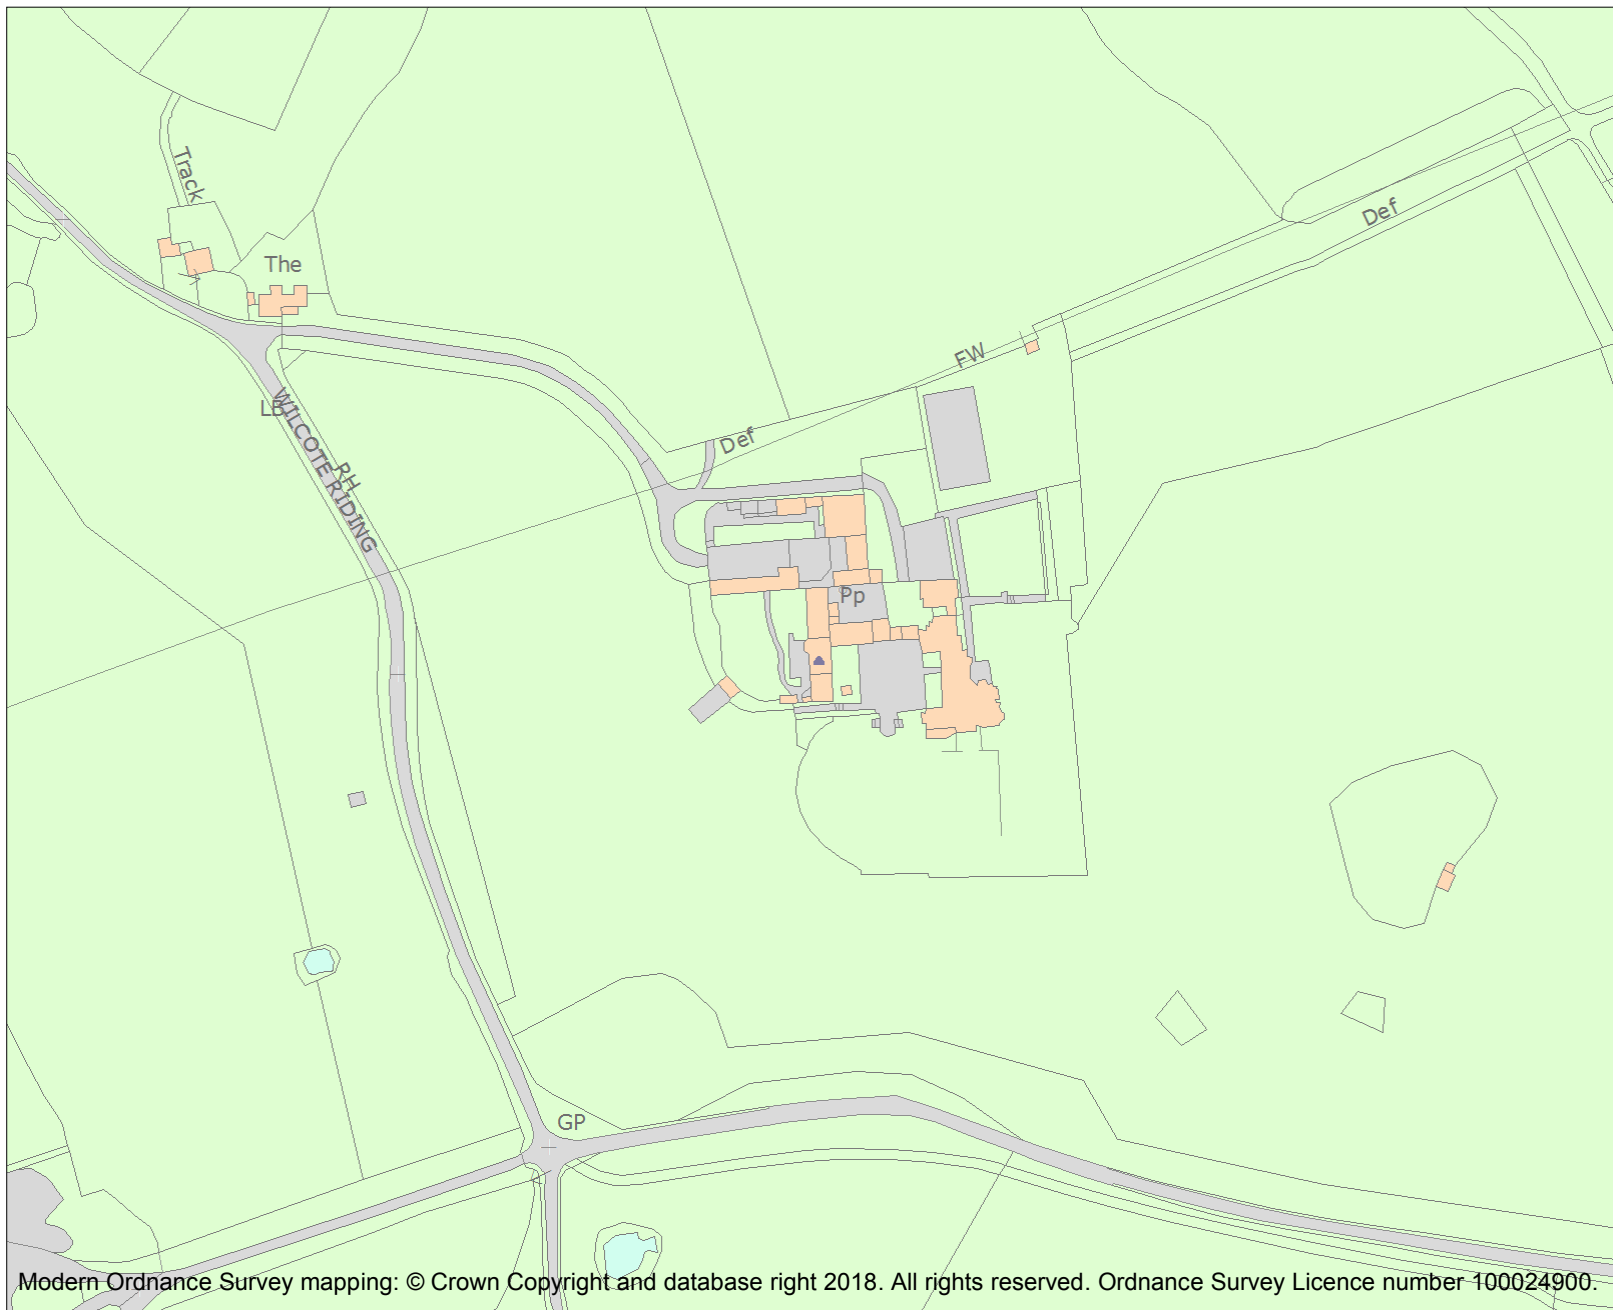 Track
The
Def
FW
Def
LB
WILCOTE RIDING
RH
Pp
GP
Modern Ordnance Survey mapping: © Crown Copyright and database right 2018. All rights reserved. Ordnance Survey Licence number 100024900.